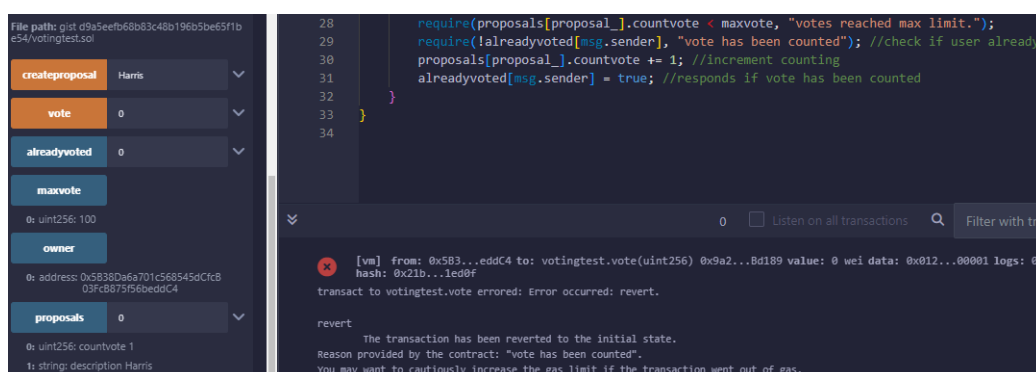 File path: gist d9a5eefb68b83c48b196b5be65f1b
e54/votingtest.sol
createproposal Harris
vote 0
alreadyvoted 0
maxvote
0: uint256: 100
owner
0: address: 0x5B38Da6a701c568545dCfcB
03FcB875f56beddC4
proposals 0
0: uint256: countvote 1
1: string: description Harris
28 require(proposals[proposal_].countvote < maxvote, "votes reached max limit.");
29 require(!alreadyvoted[msg.sender], "vote has been counted"); //check if user already
30 proposals[proposal_].countvote += 1; //increment counting
31 alreadyvoted[msg.sender] = true; //responds if vote has been counted
32 }
33 }
34
0 Listen on all transactions Filter with tr
[vm] from: 0x5B3...eddC4 to: votingtest.vote(uint256) 0x9a2...8d189 value: 0 wei data: 0x012...00001 logs: 0
hash: 0x21b...1ed0f
transact to votingtest.vote errored: Error occurred: revert.
revert
The transaction has been reverted to the initial state.
Reason provided by the contract: "vote has been counted".
You may want to cautiously increase the gas limit if the transaction went out of gas.